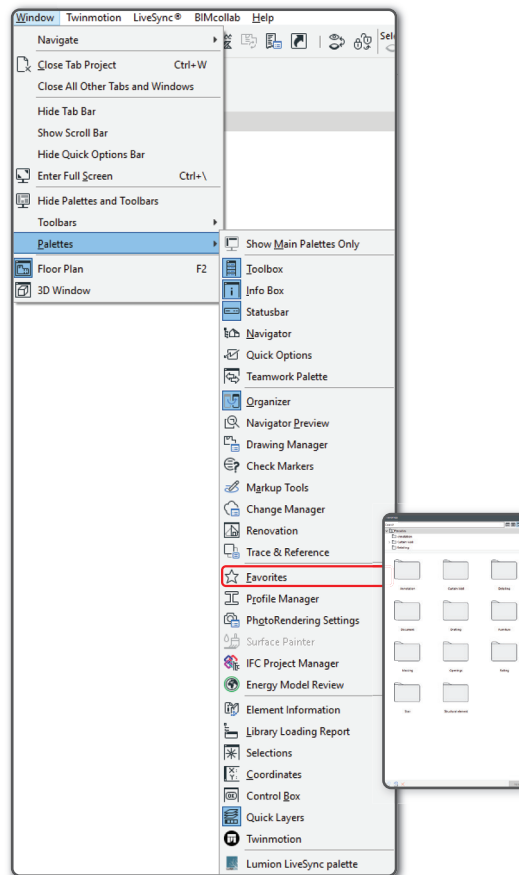 Window Twinmotion LiveSync® BIMcollab Help
Navigate
Close Tab Project Ctrl+W
Close All Other Tabs and Windows
Hide Tab Bar
Show Scroll Bar
Hide Quick Options Bar
Enter Full Screen Ctrl+\
Hide Palettes and Toolbars
Toolbars
Palettes
Floor Plan F2
3D Window
Show Main Palettes Only
Toolbox
Info Box
Statusbar
Navigator
Quick Options
Teamwork Palette
Organizer
Navigator Preview
Drawing Manager
Check Markers
Markup Tools
Change Manager
Renovation
Trace & Reference
Favorites
Profile Manager
PhotoRendering Settings
Surface Painter
IFC Project Manager
Energy Model Review
Element Information
Library Loading Report
Selections
Coordinates
Control Box
Quick Layers
Twinmotion
Lumion LiveSync palette